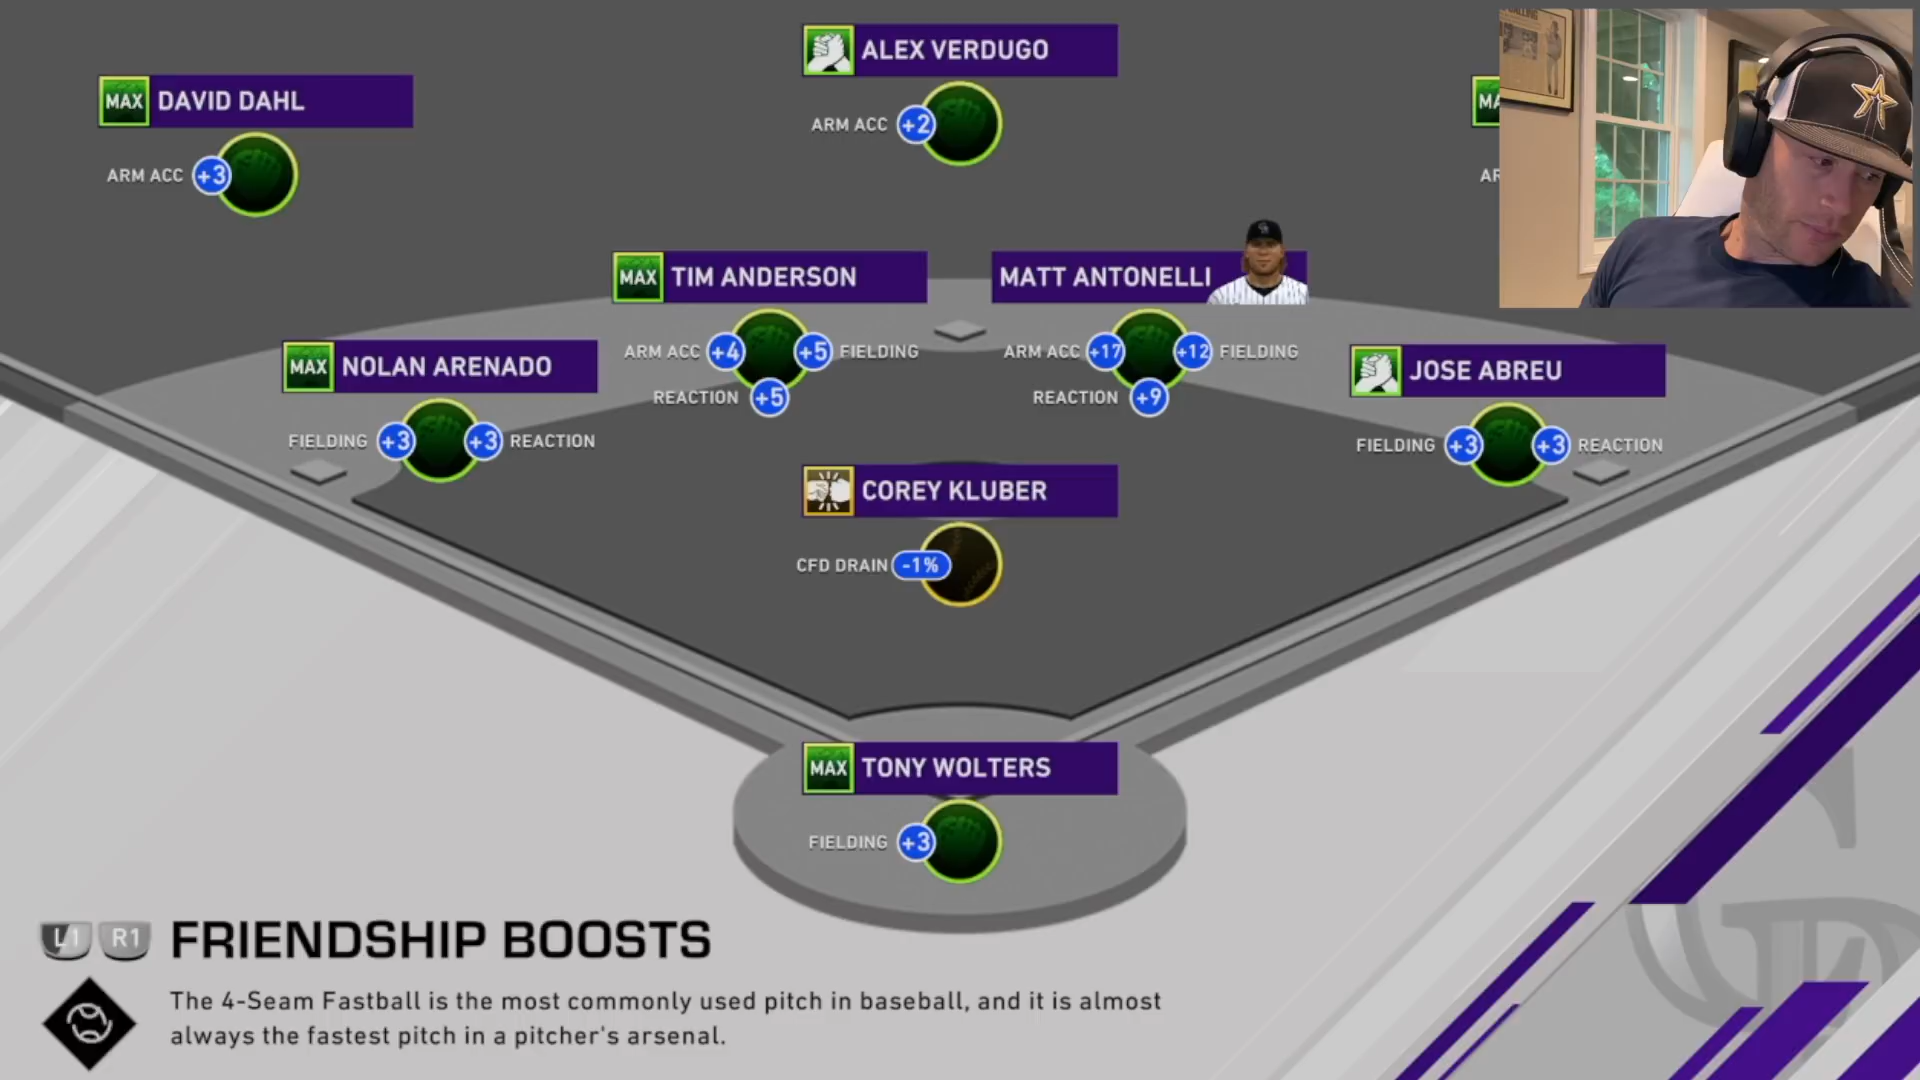 ALEX VERDUGO
ARM ACC +2
MAX DAVID DAHL
ARM ACC +3
MAX TIM ANDERSON
ARM ACC +4 +5 FIELDING
REACTION +5
MATT ANTONELLI
ARM ACC +17 +12 FIELDING
REACTION +9
MAX NOLAN ARENADO
FIELDING +3 +3 REACTION
JOSE ABREU
FIELDING +3 +3 REACTION
COREY KLUBER
CFD DRAIN -1%
MAX TONY WOLTERS
FIELDING +3
L1 R1 FRIENDSHIP BOOSTS
The 4-Seam Fastball is the most commonly used pitch in baseball, and it is almost
always the fastest pitch in a pitcher's arsenal.